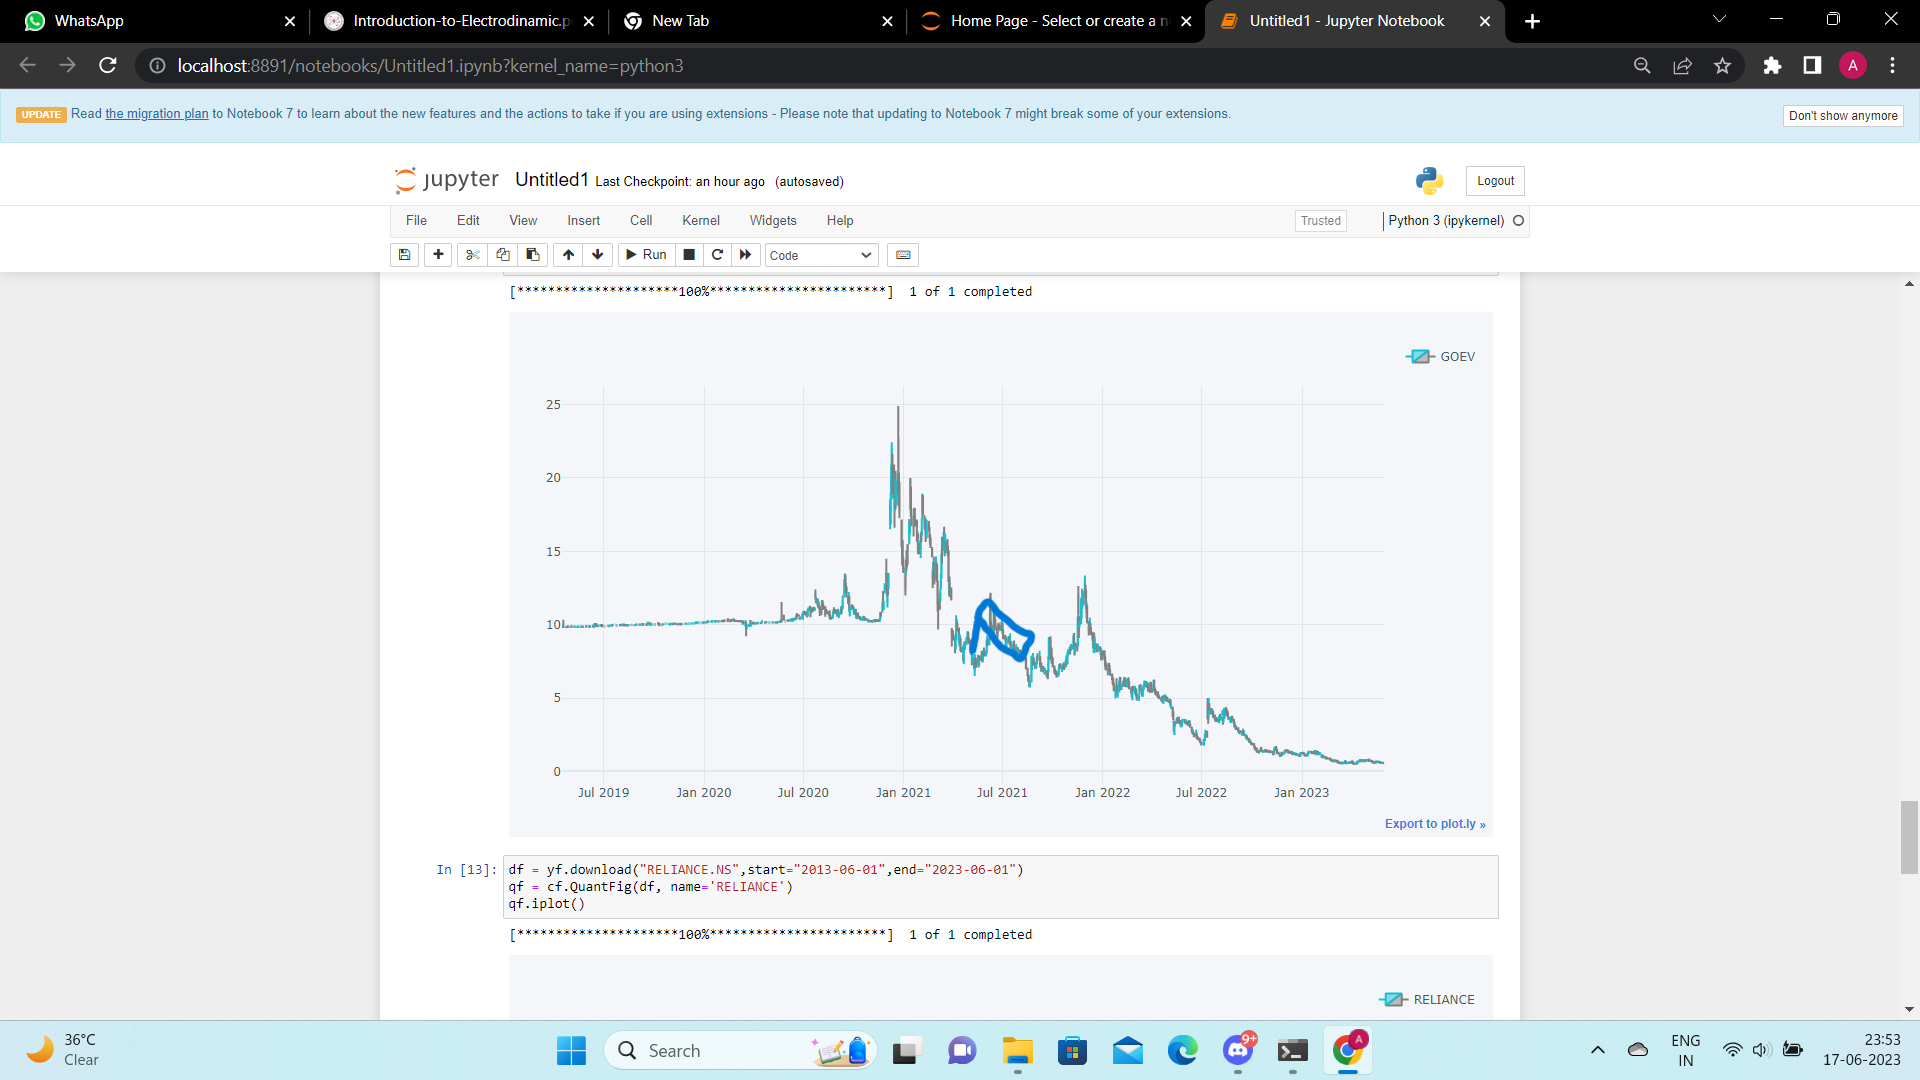 WhatsApp
Introduction-to-Electrodinamic.p
New Tab
Home Page - Select or create a n
Untitled1 - Jupyter Notebook
localhost:8891/notebooks/Untitled1.ipynb?kernel_name=python3
A
UPDATE Read the migration plan to Notebook 7 to learn about the new features and the actions to take if you are using extensions - Please note that updating to Notebook 7 might break some of your extensions.
Don't show anymore
jupyter Untitled1 Last Checkpoint: an hour ago (autosaved)
Logout
File Edit View Insert Cell Kernel Widgets Help
Trusted
Python 3 (ipykernel)
Run
Code
[*********************100%***********************] 1 of 1 completed
GOEV
25
20
15
10
5
0
Jul 2019 Jan 2020 Jul 2020 Jan 2021 Jul 2021 Jan 2022 Jul 2022 Jan 2023
Export to plot.ly »
In [13]:
df = yf.download("RELIANCE.NS",start="2013-06-01",end="2023-06-01")
qf = cf.QuantFig(df, name='RELIANCE')
qf.iplot()
[*********************100%***********************] 1 of 1 completed
RELIANCE
36°C
Clear
Search
9+
A
ENG
IN
23:53
17-06-2023